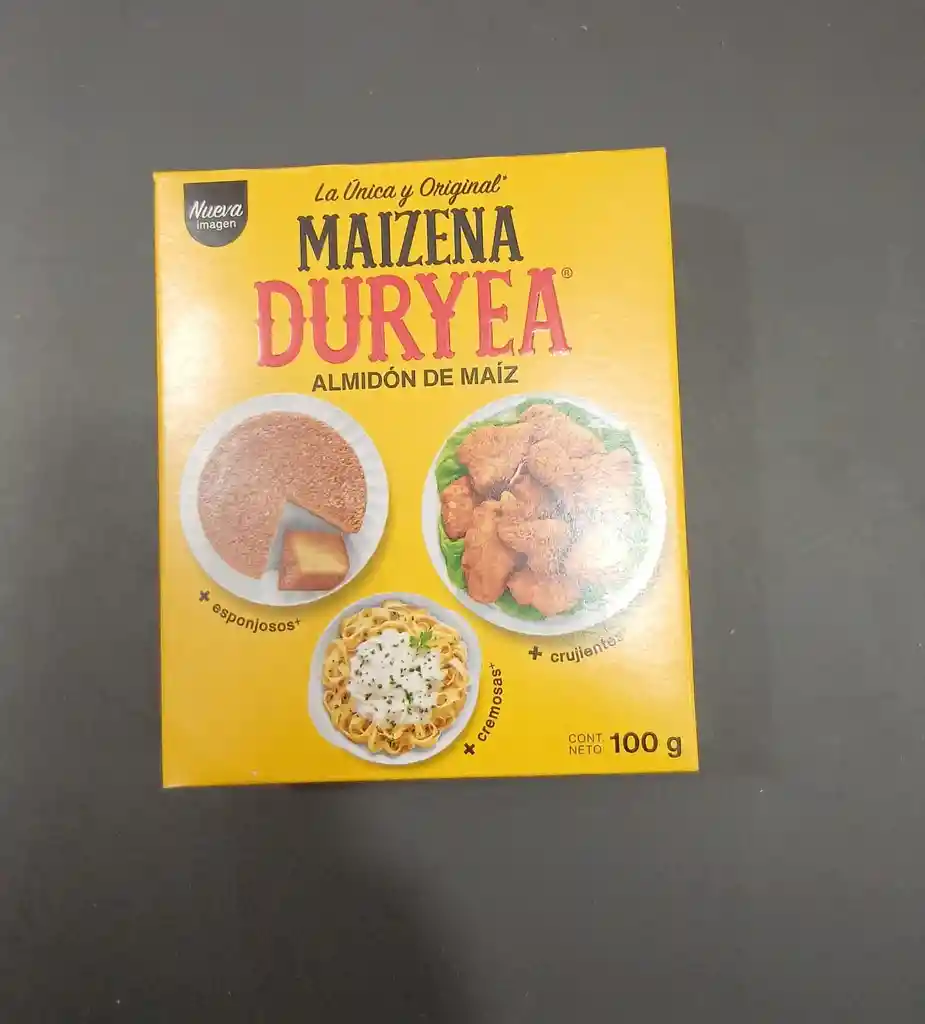 Nueva
imagen
La Única y Original*
MAIZENA
DURYEA®
ALMIDÓN DE MAÍZ
+ esponjosos+
+ crujientes
+ cremosas+
CONT.
NETO 100 g